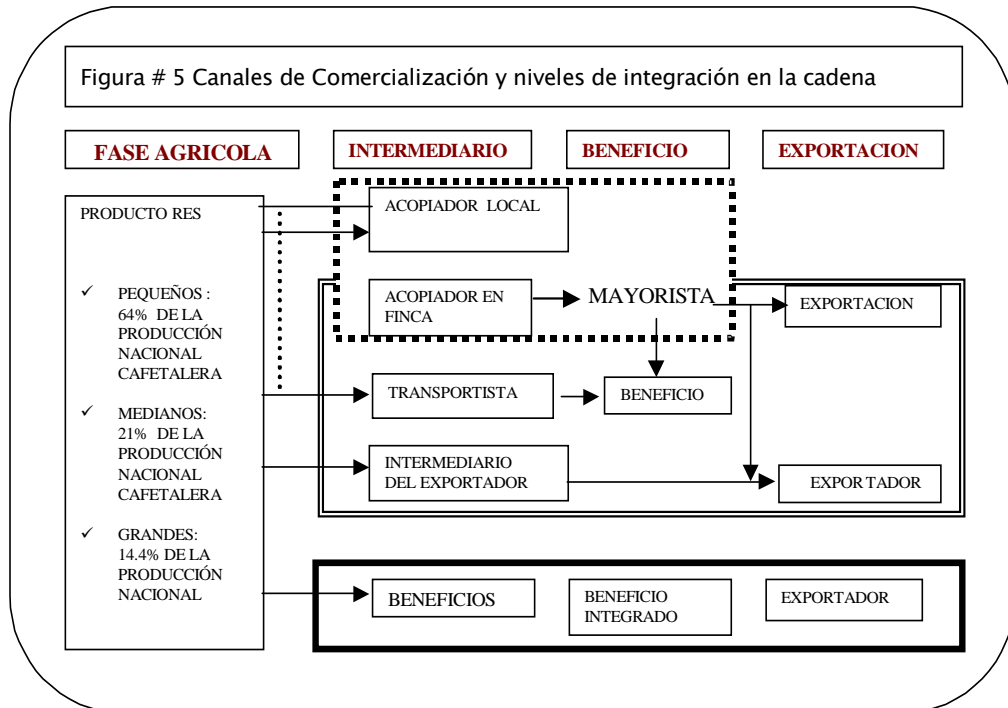 Figura # 5 Canales de Comercialización y niveles de integración en la cadena
FASE AGRICOLA
INTERMEDIARIO
BENEFICIO
EXPORTACION
PRODUCTO RES
✓ PEQUEÑOS :
64% DE LA
PRODUCCIÓN
NACIONAL
CAFETALERA
✓ MEDIANOS:
21% DE LA
PRODUCCIÓN
NACIONAL
CAFETALERA
✓ GRANDES:
14.4% DE LA
PRODUCCIÓN
NACIONAL
ACOPIADOR LOCAL
ACOPIADOR EN
FINCA
MAYORISTA
EXPORTACION
TRANSPORTISTA
BENEFICIO
INTERMEDIARIO
DEL EXPORTADOR
EXPORTADOR
BENEFICIOS
BENEFICIO
INTEGRADO
EXPORTADOR